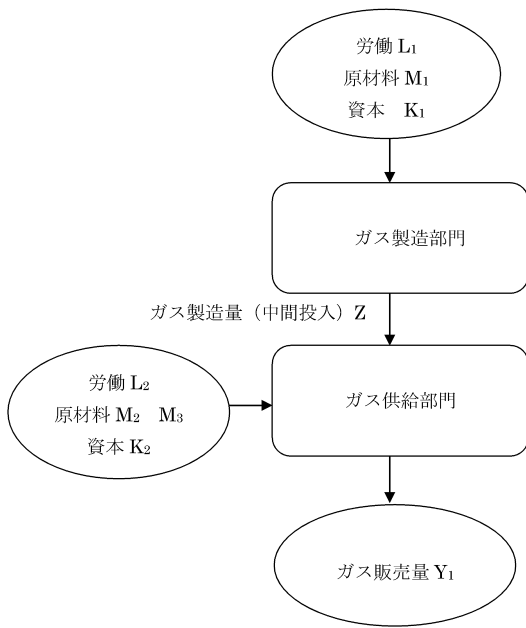 労働 L₁
原材料 M₁
資本　K₁
ガス製造部門
ガス製造量（中間投入）Z
労働 L₂
原材料 M₂　M₃
資本 K₂
ガス供給部門
ガス販売量 Y₁